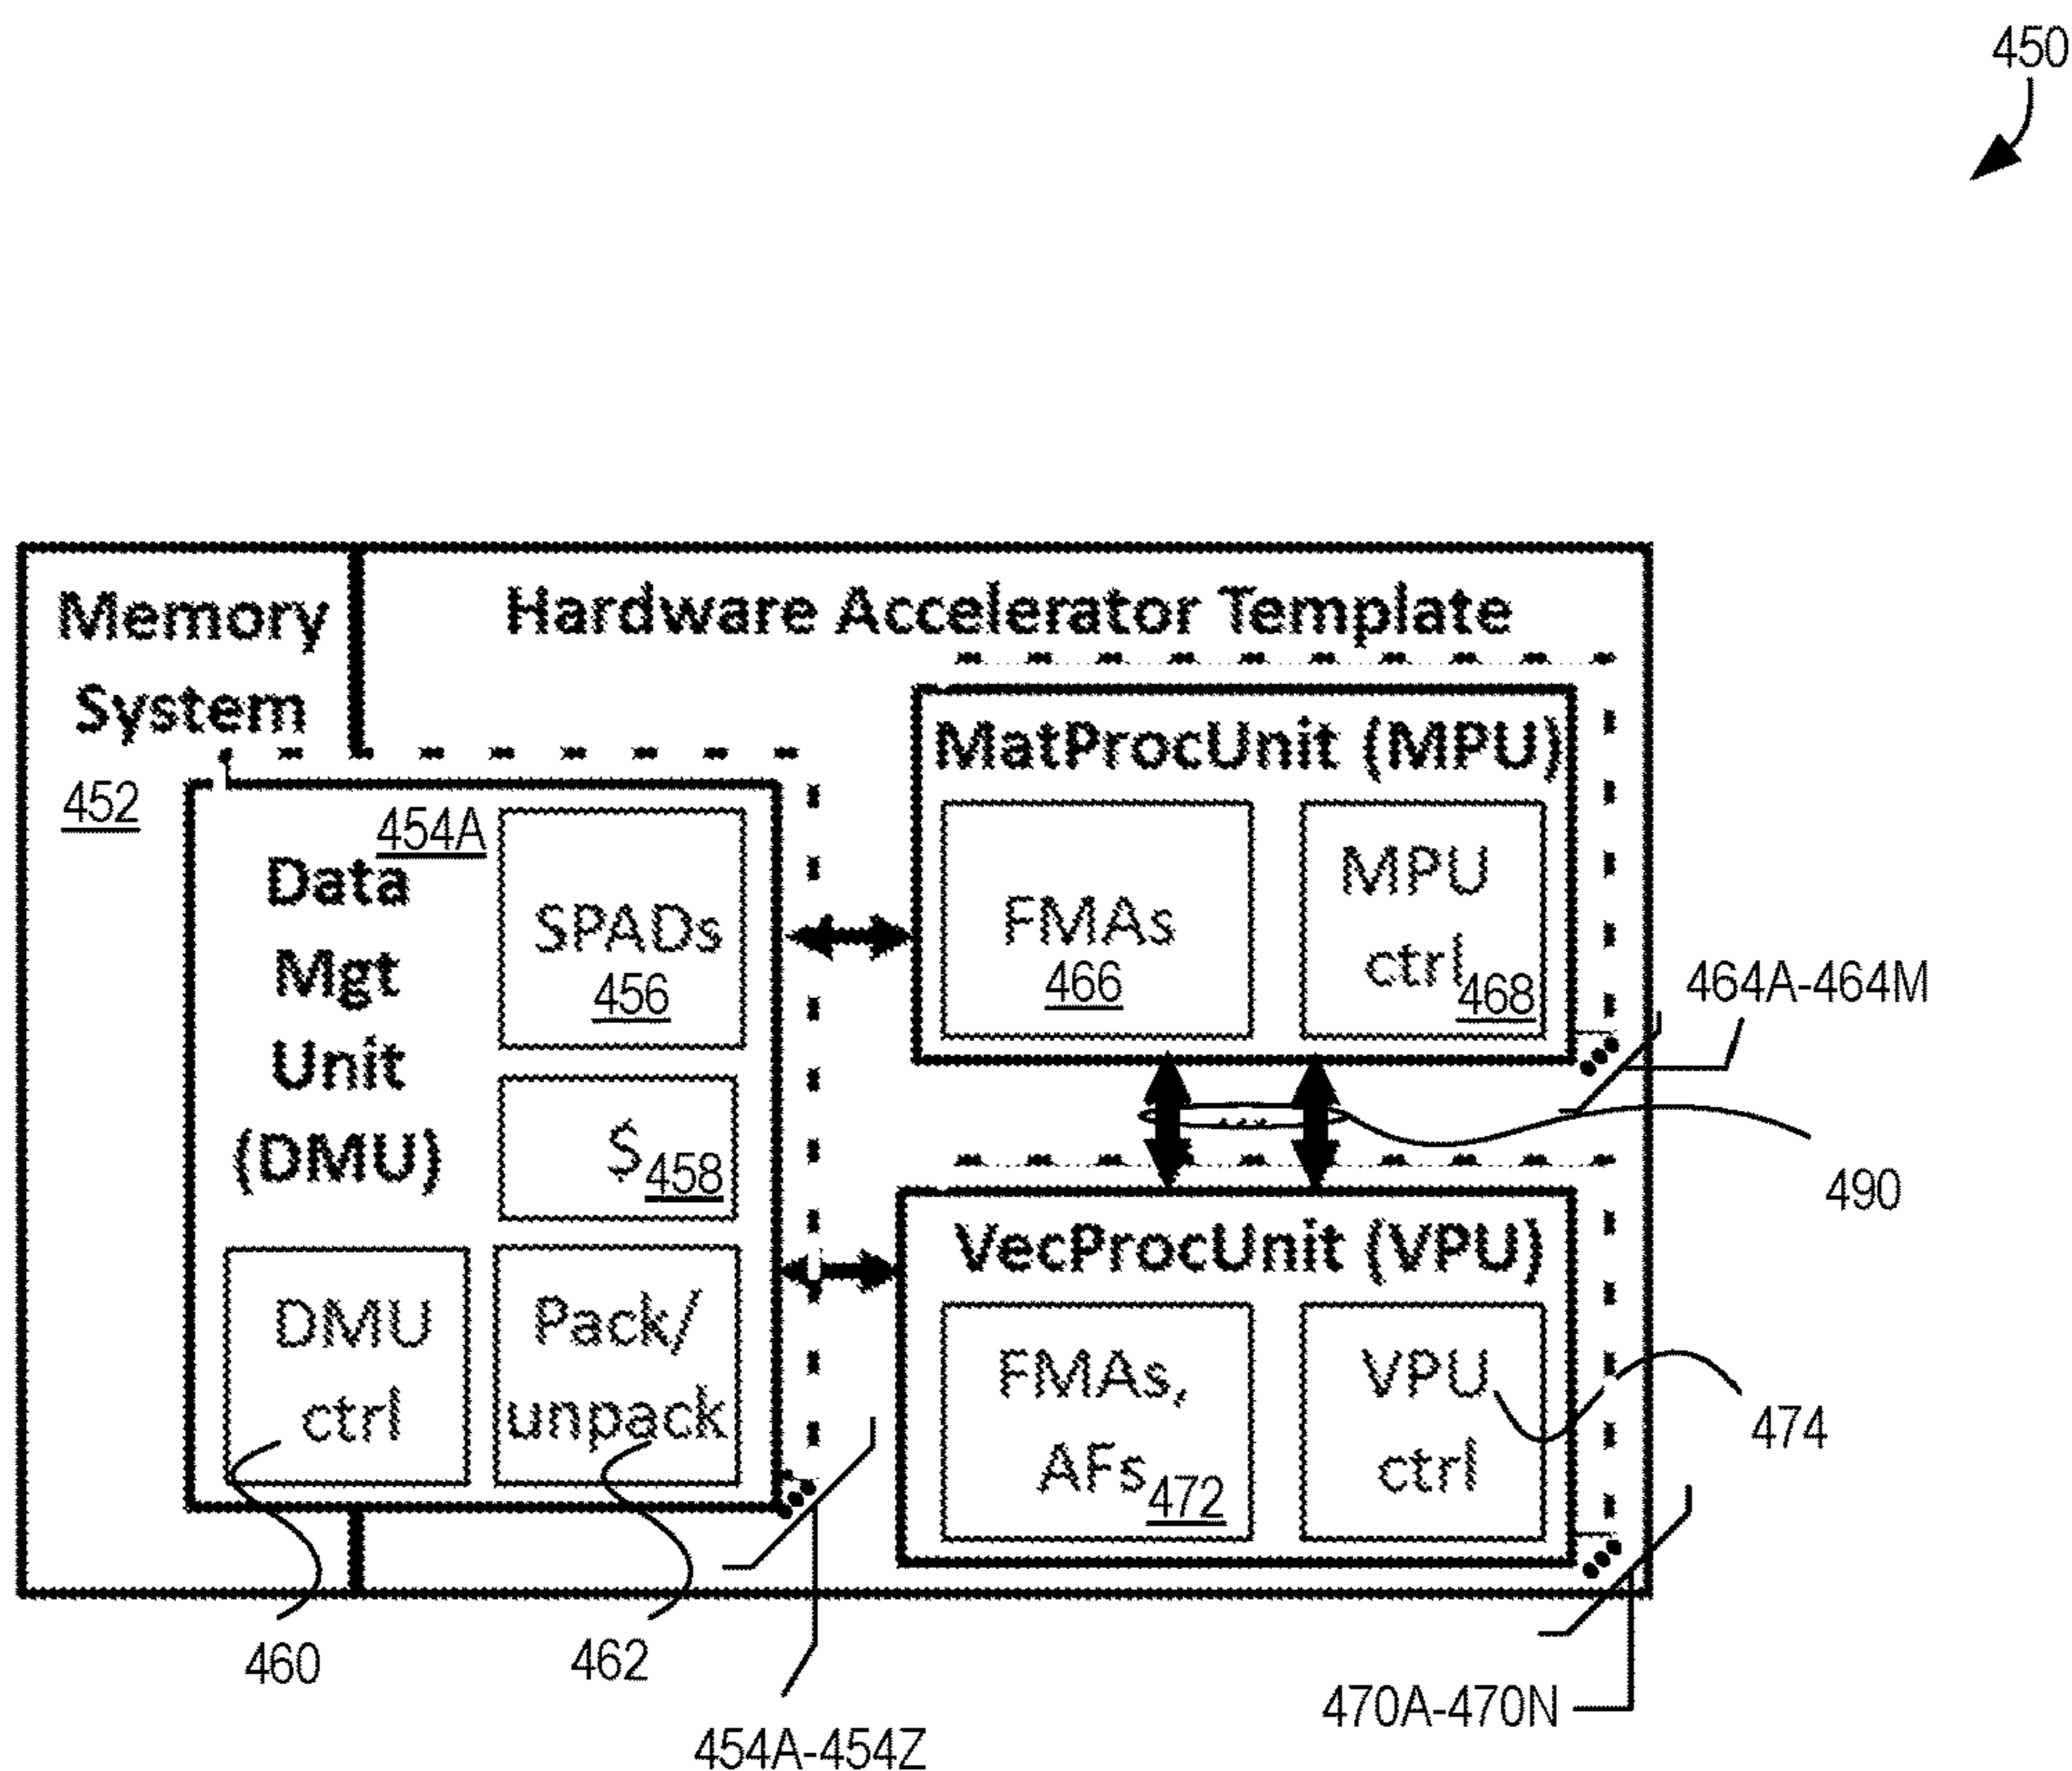 450
Memory
System
452
Hardware Accelerator Template
454A
Data
Mgt
Unit
(DMU)
SPADs
456
$
458
DMU
ctrl
Pack/
unpack
MatProcUnit (MPU)
FMAs
466
MPU
ctrl
468
464A-464M
490
VecProcUnit (VPU)
FMAs,
AFs
472
VPU
ctrl
474
460
462
454A-454Z
470A-470N